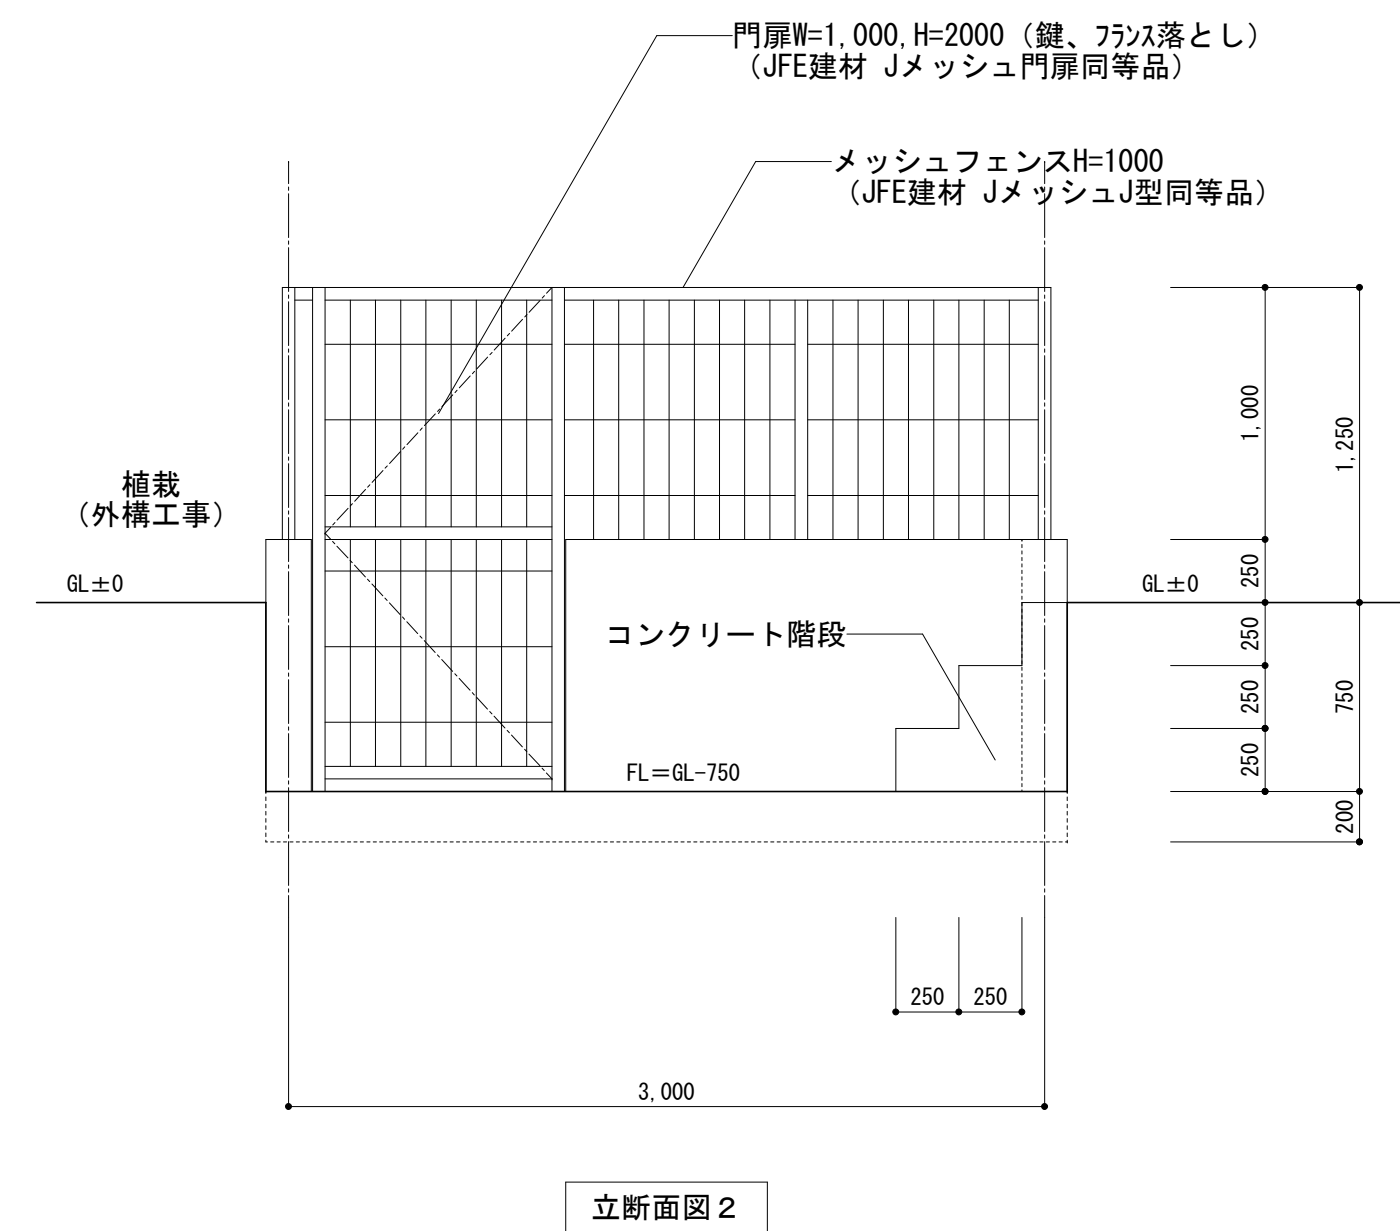 門扉W=1,000,H=2000（鍵、フランス落とし）
（JFE建材 Jメッシュ門扉同等品）
メッシュフェンスH=1000
（JFE建材 JメッシュJ型同等品）
植栽
（外構工事）
GL±0
GL±0
コンクリート階段
FL＝GL-750
1,000
1,250
250
250
250
750
250
200
250
250
3,000
立断面図２